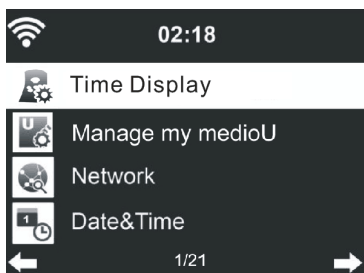 02:18
Time Display
Manage my medioU
Network
Date&Time
1/21